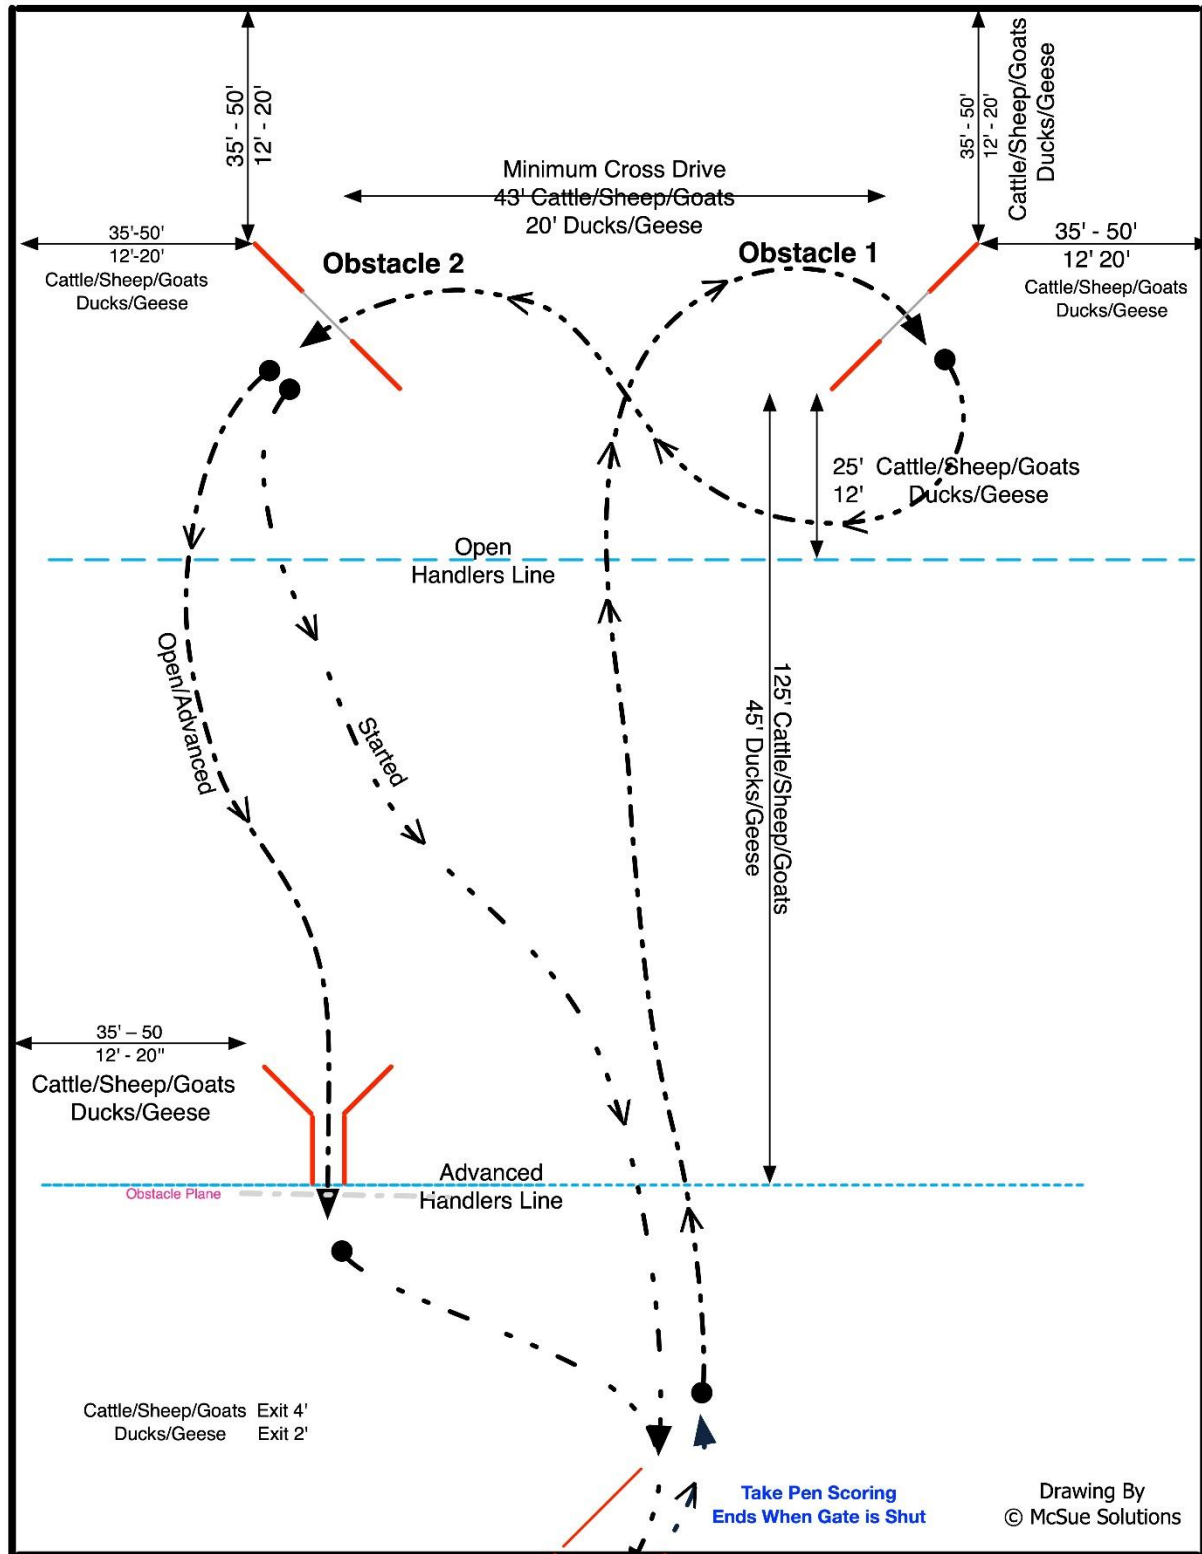 35' - 50'
12' - 20'
35' - 50'
12' - 20'
Cattle/Sheep/Goats
Ducks/Geese
Minimum Cross Drive
43' Cattle/Sheep/Goats
20' Ducks/Geese
35'-50'
12'-20'
Cattle/Sheep/Goats
Ducks/Geese
Obstacle 2
Obstacle 1
35' - 50'
12' 20'
Cattle/Sheep/Goats
Ducks/Geese
25' Cattle/Sheep/Goats
12' Ducks/Geese
Open
Handlers Line
Open/Advanced
Started
125' Cattle/Sheep/Goats
45' Ducks/Geese
35' – 50
12' - 20"
Cattle/Sheep/Goats
Ducks/Geese
Advanced
Handlers Line
Obstacle Plane
Cattle/Sheep/Goats Exit 4'
Ducks/Geese Exit 2'
Take Pen Scoring
Ends When Gate is Shut
Drawing By
© McSue Solutions